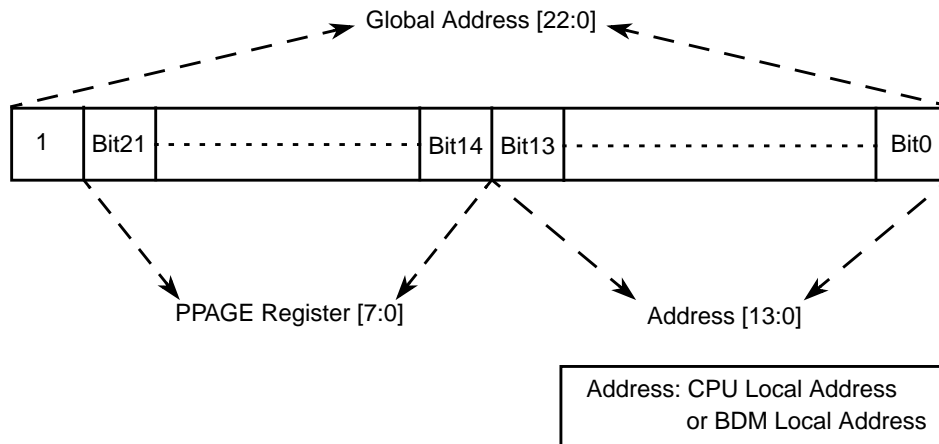 Global Address [22:0]
1 Bit21 Bit14 Bit13 Bit0
PPAGE Register [7:0]
Address [13:0]
Address: CPU Local Address
or BDM Local Address